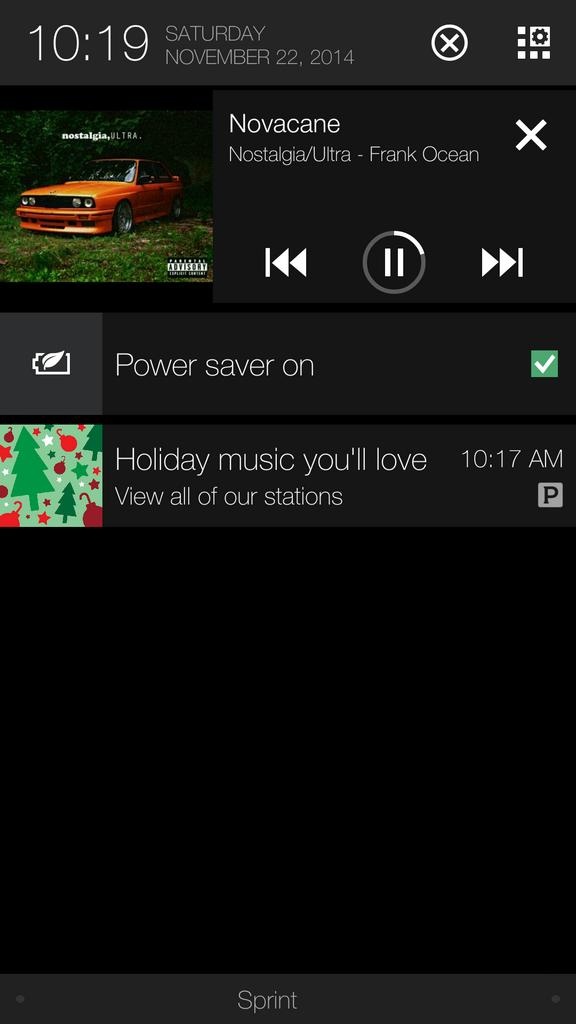 10:19
SATURDAY
NOVEMBER 22, 2014
nostalgia,ULTRA.
PARENTAL
ADVISORY
EXPLICIT CONTENT
Novacane
Nostalgia/Ultra - Frank Ocean
Power saver on
Holiday music you'll love 10:17 AM
View all of our stations P
Sprint